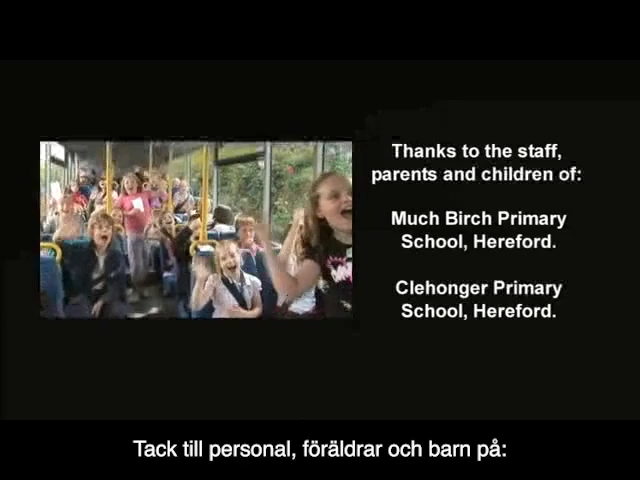 Thanks to the staff,
parents and children of:
Much Birch Primary
School, Hereford.
Clehonger Primary
School, Hereford.
Tack till personal, föräldrar och barn på: